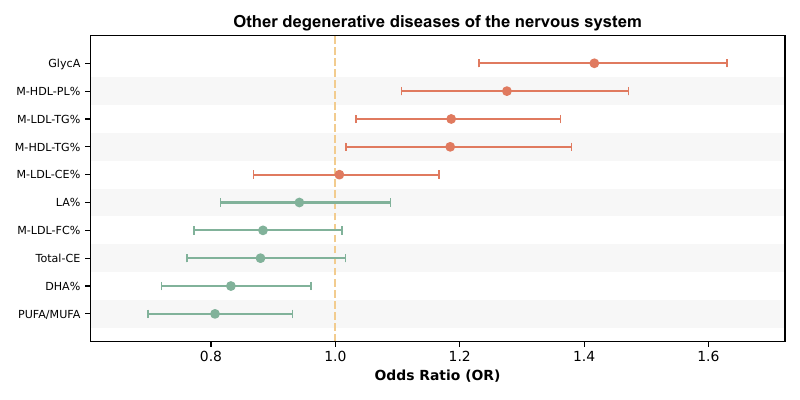 Other degenerative diseases of the nervous system
GlycA
M-HDL-PL%
M-LDL-TG%
M-HDL-TG%
M-LDL-CE%
LA%
M-LDL-FC%
Total-CE
DHA%
PUFA/MUFA
0.8 1.0 1.2 1.4 1.6
Odds Ratio (OR)